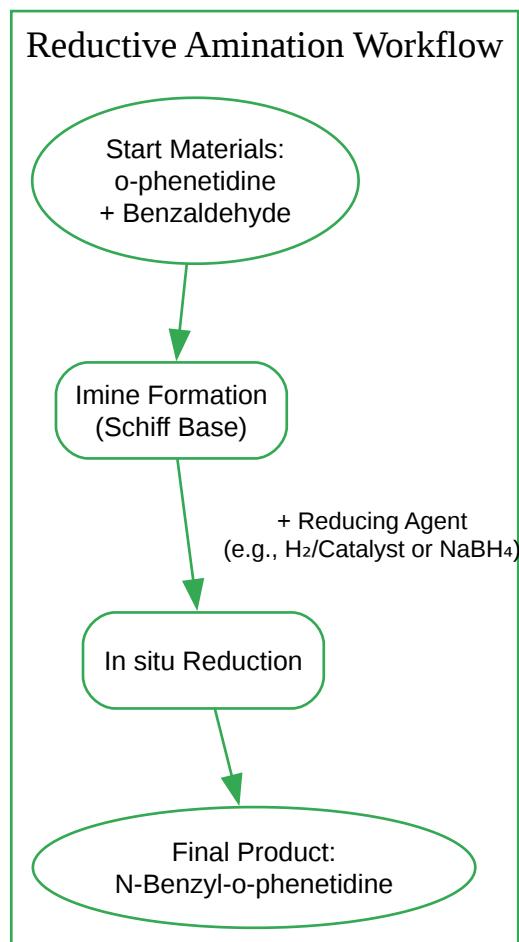 Reductive Amination Workflow
Start Materials:
o-phenetidine
+ Benzaldehyde
Imine Formation
(Schiff Base)
+ Reducing Agent
(e.g., H₂/Catalyst or NaBH₄)
In situ Reduction
Final Product:
N-Benzyl-o-phenetidine